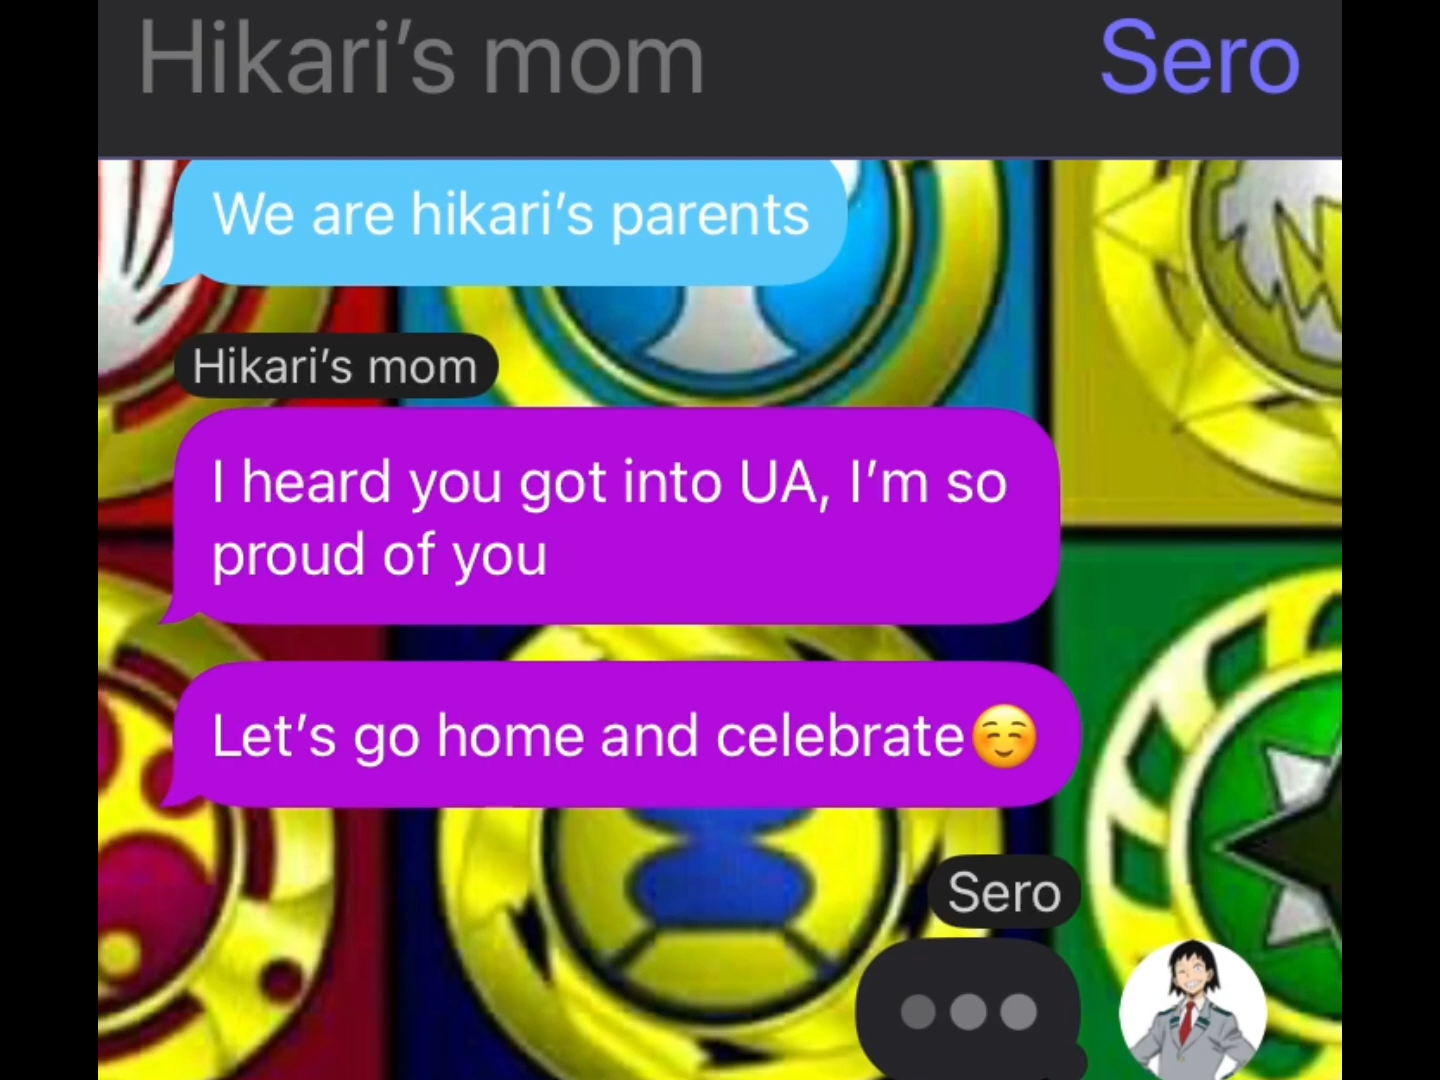 Hikari’s mom Sero
We are hikari’s parents
Hikari’s mom
I heard you got into UA, I’m so
proud of you
Let’s go home and celebrate☺️
Sero